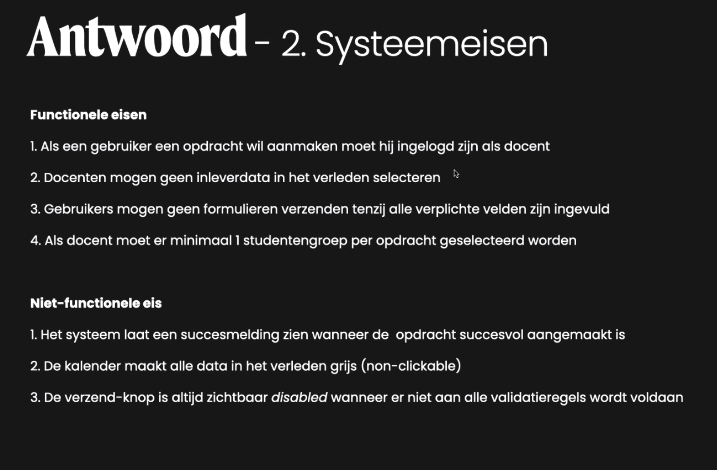 Antwoord - 2. Systeemeisen
Functionele eisen
1. Als een gebruiker een opdracht wil aanmaken moet hij ingelogd zijn als docent
2. Docenten mogen geen inleverdata in het verleden selecteren
3. Gebruikers mogen geen formulieren verzenden tenzij alle verplichte velden zijn ingevuld
4. Als docent moet er minimaal 1 studentengroep per opdracht geselecteerd worden
Niet-functionele eis
1. Het systeem laat een succesmelding zien wanneer de  opdracht succesvol aangemaakt is
2. De kalender maakt alle data in het verleden grijs (non-clickable)
3. De verzend-knop is altijd zichtbaar disabled wanneer er niet aan alle validatieregels wordt voldaan